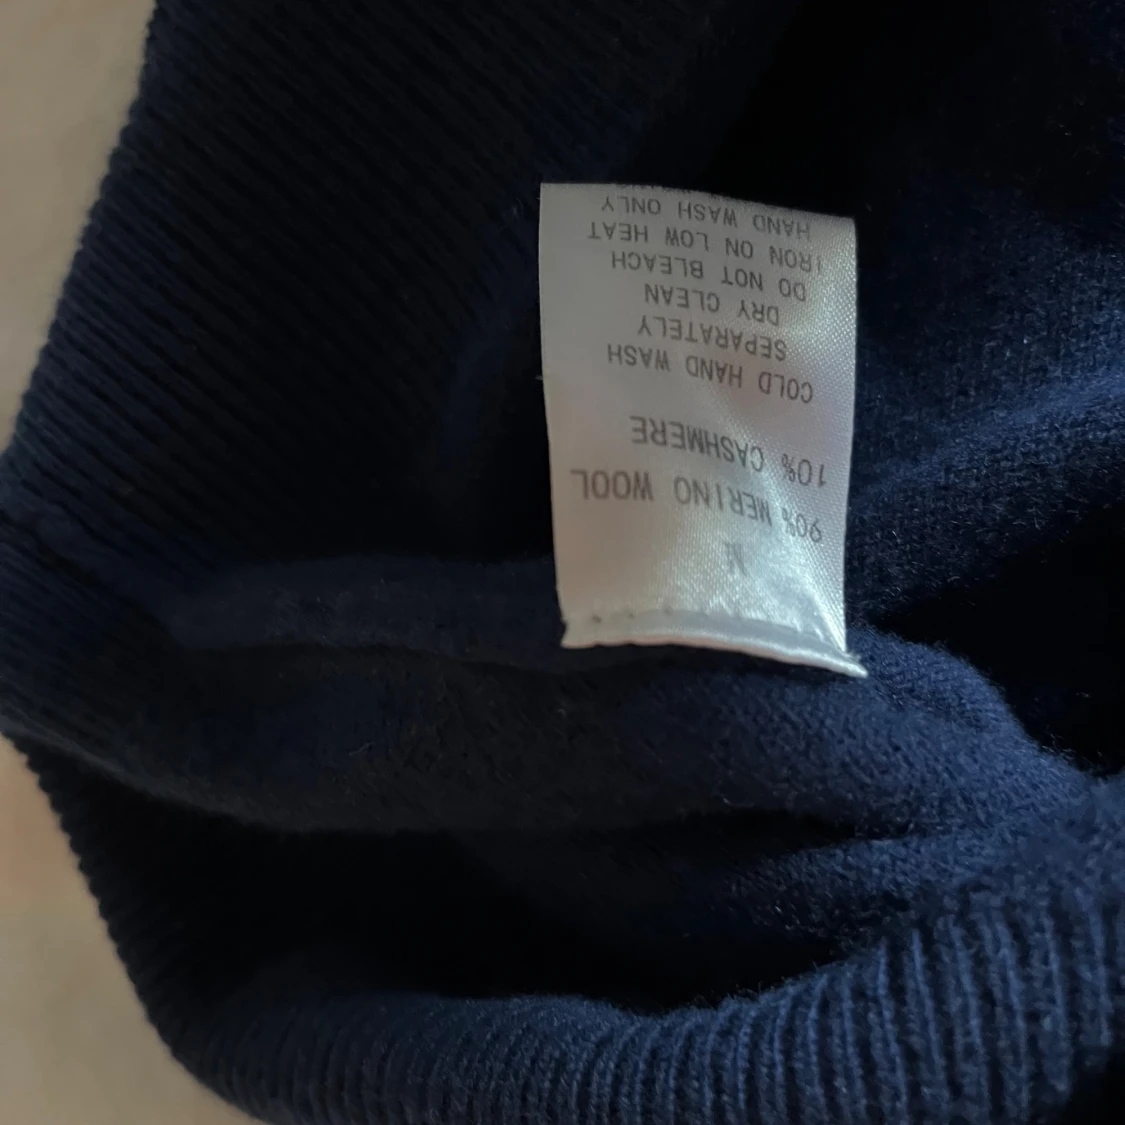 M
90% MERINO WOOL
10% CASHMERE
COLD HAND WASH
SEPARATELY
DRY CLEAN
DO NOT BLEACH
IRON ON LOW HEAT
HAND WASH ONLY